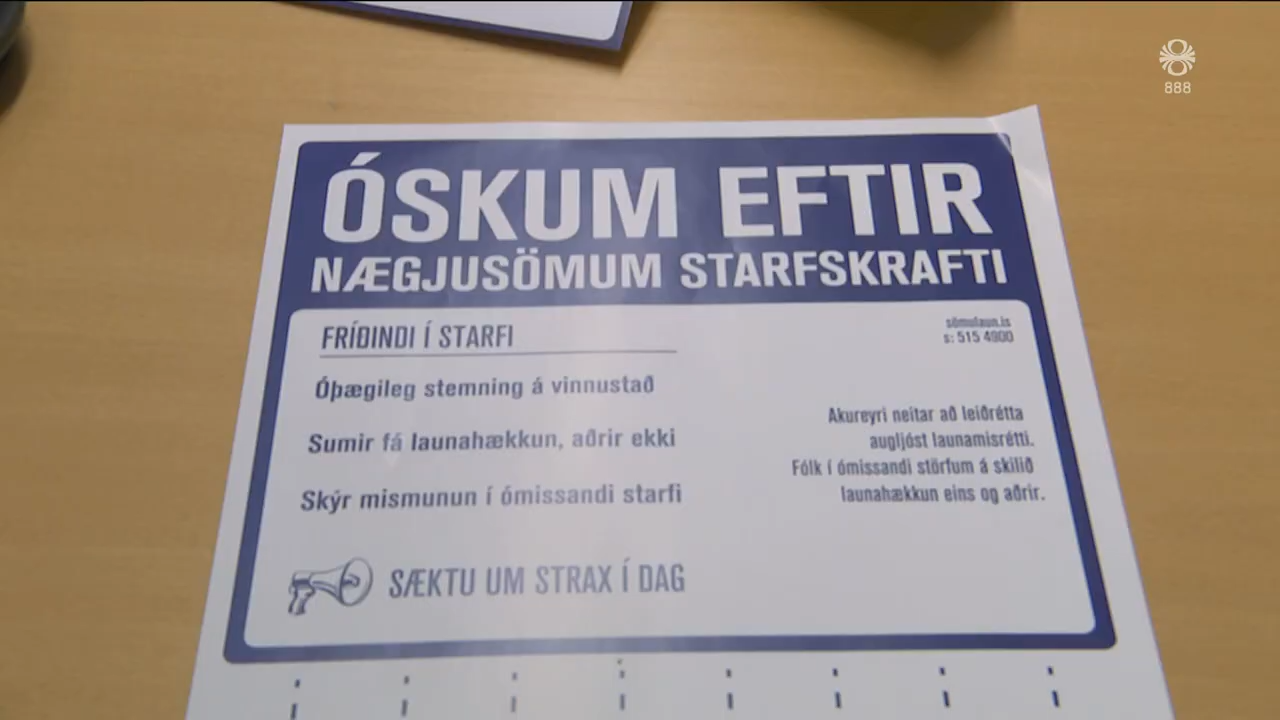 888
ÓSKUM EFTIR
NÆGJUSÖMUM STARFSKRAFTI
FRÍÐINDI Í STARFI
Óþægileg stemning á vinnustað
Sumir fá launahækkun, aðrir ekki
Skýr mismunun í ómissandi starfi
SÆKTU UM STRAX Í DAG
sömulaun.is
s: 515 4900
Akureyri neitar að leiðrétta
augljóst launamisrétti.
Fólk í ómissandi störfum á skilið
launahækkun eins og aðrir.